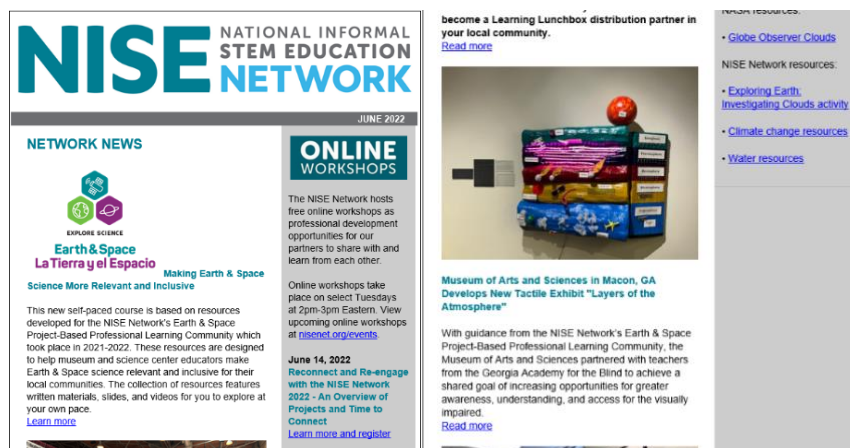 NISE NATIONAL INFORMAL
STEM EDUCATION
NETWORK
JUNE 2022
NETWORK NEWS
EXPLORE SCIENCE
Earth & Space
La Tierra y el Espacio
Making Earth & Space
Science More Relevant and Inclusive
This new self-paced course is based on resources
developed for the NISE Network's Earth & Space
Project-Based Professional Learning Community which
took place in 2021-2022. These resources are designed
to help museum and science center educators make
Earth & Space science relevant and inclusive for their
local communities. The collection of resources features
written materials, slides, and videos for you to explore at
your own pace.
Learn more
ONLINE
WORKSHOPS
The NISE Network hosts
free online workshops as
professional development
opportunities for our
partners to share with and
learn from each other.
Online workshops take
place on select Tuesdays
at 2pm-3pm Eastern. View
upcoming online workshops
at nisenet.org/events.
June 14, 2022
Reconnect and Re-engage
with the NISE Network
2022 - An Overview of
Projects and Time to
Connect
Learn more and register
become a Learning Lunchbox distribution partner in
your local community.
Read more
Museum of Arts and Sciences in Macon, GA
Develops New Tactile Exhibit "Layers of the
Atmosphere"
With guidance from the NISE Network's Earth & Space
Project-Based Professional Learning Community, the
Museum of Arts and Sciences partnered with teachers
from the Georgia Academy for the Blind to achieve a
shared goal of increasing opportunities for greater
awareness, understanding, and access for the visually
impaired.
Read more
NASA resources:
• Globe Observer Clouds
NISE Network resources:
• Exploring Earth:
Investigating Clouds activity
• Climate change resources
• Water resources